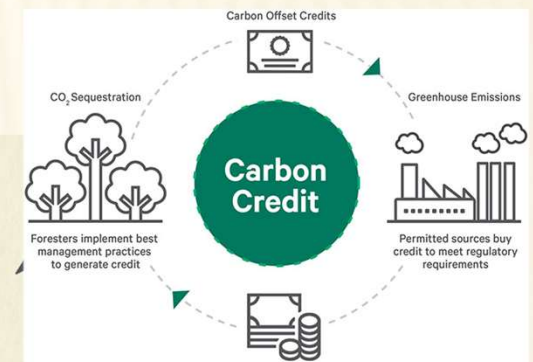 Carbon Offset Credits
CO₂ Sequestration
Greenhouse Emissions
Carbon
Credit
Foresters implement best
management practices
to generate credit
Permitted sources buy
credit to meet regulatory
requirements